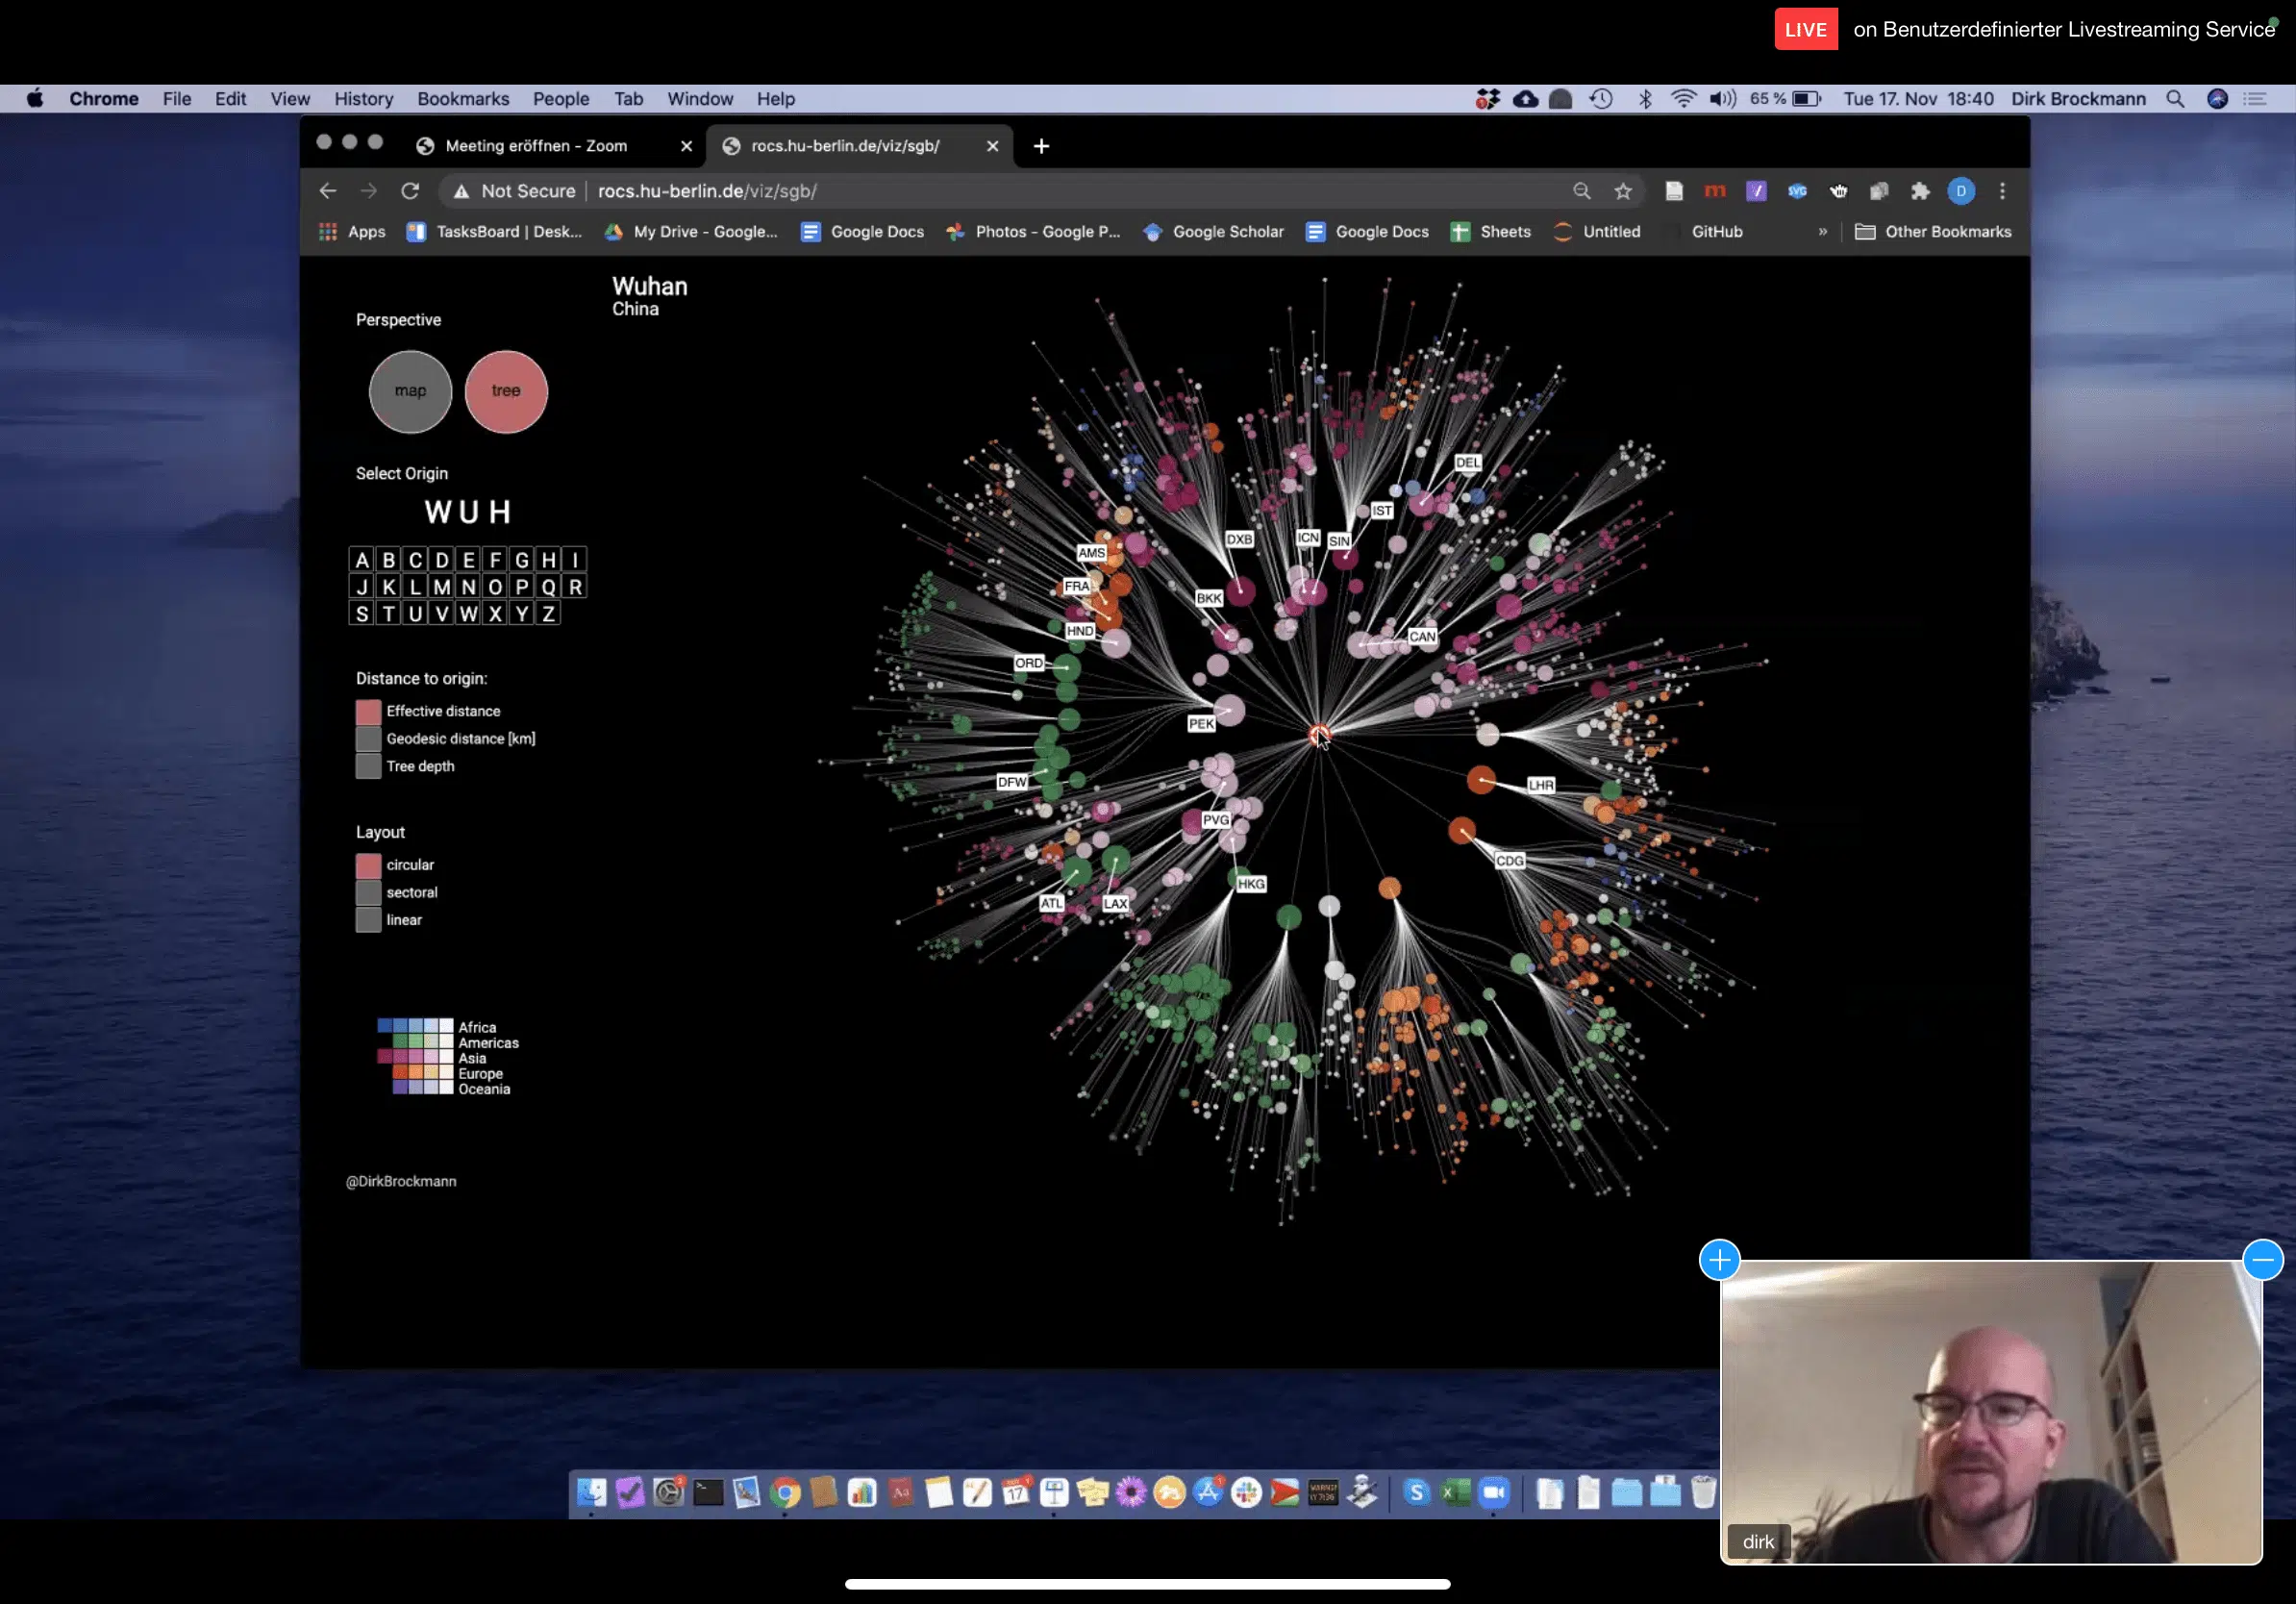 LIVE on Benutzerdefinierter Livestreaming Service
Chrome File Edit View History Bookmarks People Tab Window Help 65 % Tue 17. Nov 18:40 Dirk Brockmann
Meeting eröffnen - Zoom rocs.hu-berlin.de/viz/sgb/
Not Secure rocs.hu-berlin.de/viz/sgb/ m SVG D
Apps TasksBoard | Desk... My Drive - Google... Google Docs Photos - Google P... Google Scholar Google Docs Sheets Untitled GitHub » Other Bookmarks
Wuhan
China
Perspective
map tree
Select Origin
W U H
A B C D E F G H I
J K L M N O P Q R
S T U V W X Y Z
Distance to origin:
Effective distance
Geodesic distance [km]
Tree depth
Layout
circular
sectoral
linear
Africa
Americas
Asia
Europe
Oceania
@DirkBrockmann
DEL
IST
DXB ICN SIN
AMS
FRA
BKK
HND
CAN
ORD
PEK
DFW
LHR
PVG
CDG
HKG
ATL LAX
17
dirk